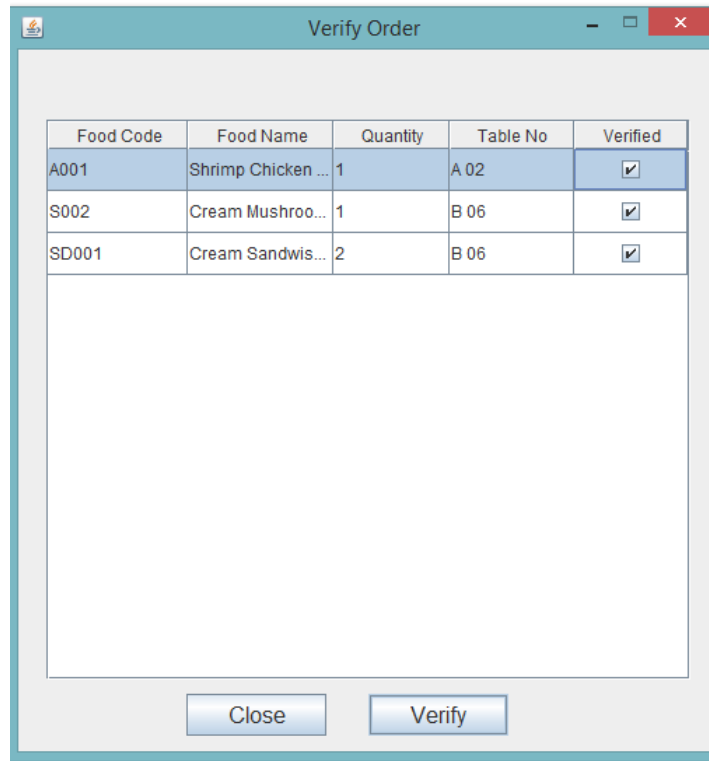 Verify Order
Food Code Food Name Quantity Table No Verified
A001 Shrimp Chicken ... 1 A 02
S002 Cream Mushroo... 1 B 06
SD001 Cream Sandwis... 2 B 06
Close Verify